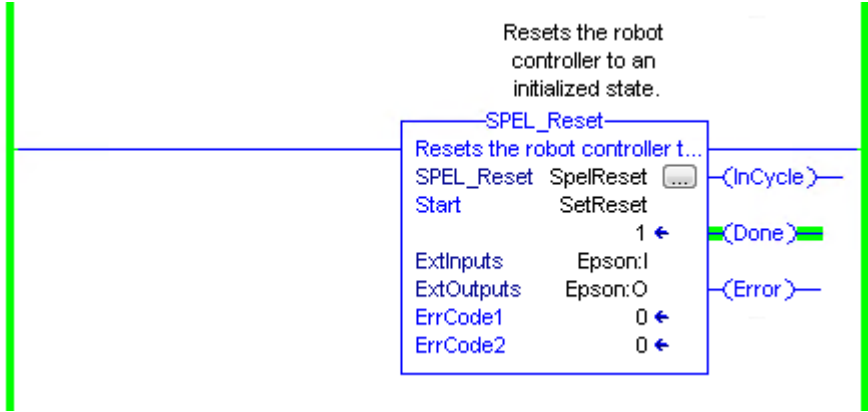 Resets the robot
controller to an
initialized state.
SPEL_Reset
Resets the robot controller t...
SPEL_Reset SpelReset ... (InCycle)
Start SetReset
1 (Done)
ExtInputs Epson:I
ExtOutputs Epson:O (Error)
ErrCode1 0
ErrCode2 0